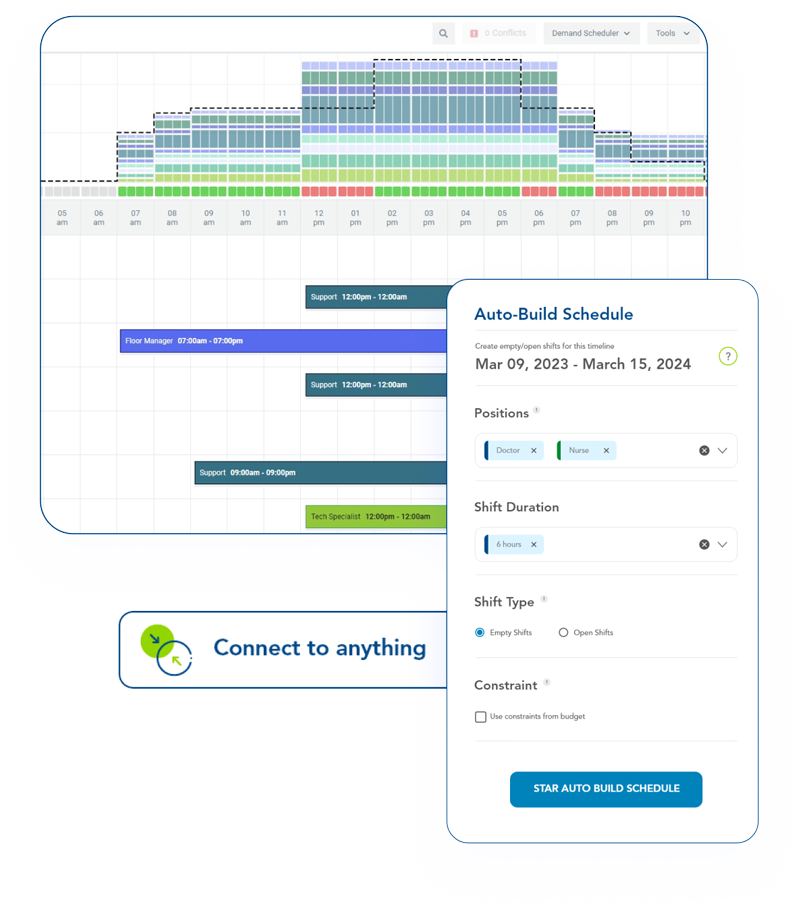 0 Conflicts
Demand Scheduler
Tools
05 am
06 am
07 am
08 am
09 am
10 am
11 am
12 pm
01 pm
02 pm
03 pm
04 pm
05 pm
06 pm
07 pm
08 pm
09 pm
10 pm
Support 12:00pm - 12:00am
Floor Manager 07:00am - 07:00pm
Support 12:00pm - 12:00am
Support 09:00am - 09:00pm
Tech Specialist 12:00pm - 12:00am
Connect to anything
Auto-Build Schedule
Create empty/open shifts for this timeline
Mar 09, 2023 - March 15, 2024
?
Positions
Doctor
Nurse
Shift Duration
6 hours
Shift Type
Empty Shifts
Open Shifts
Constraint
Use constraints from budget
STAR AUTO BUILD SCHEDULE